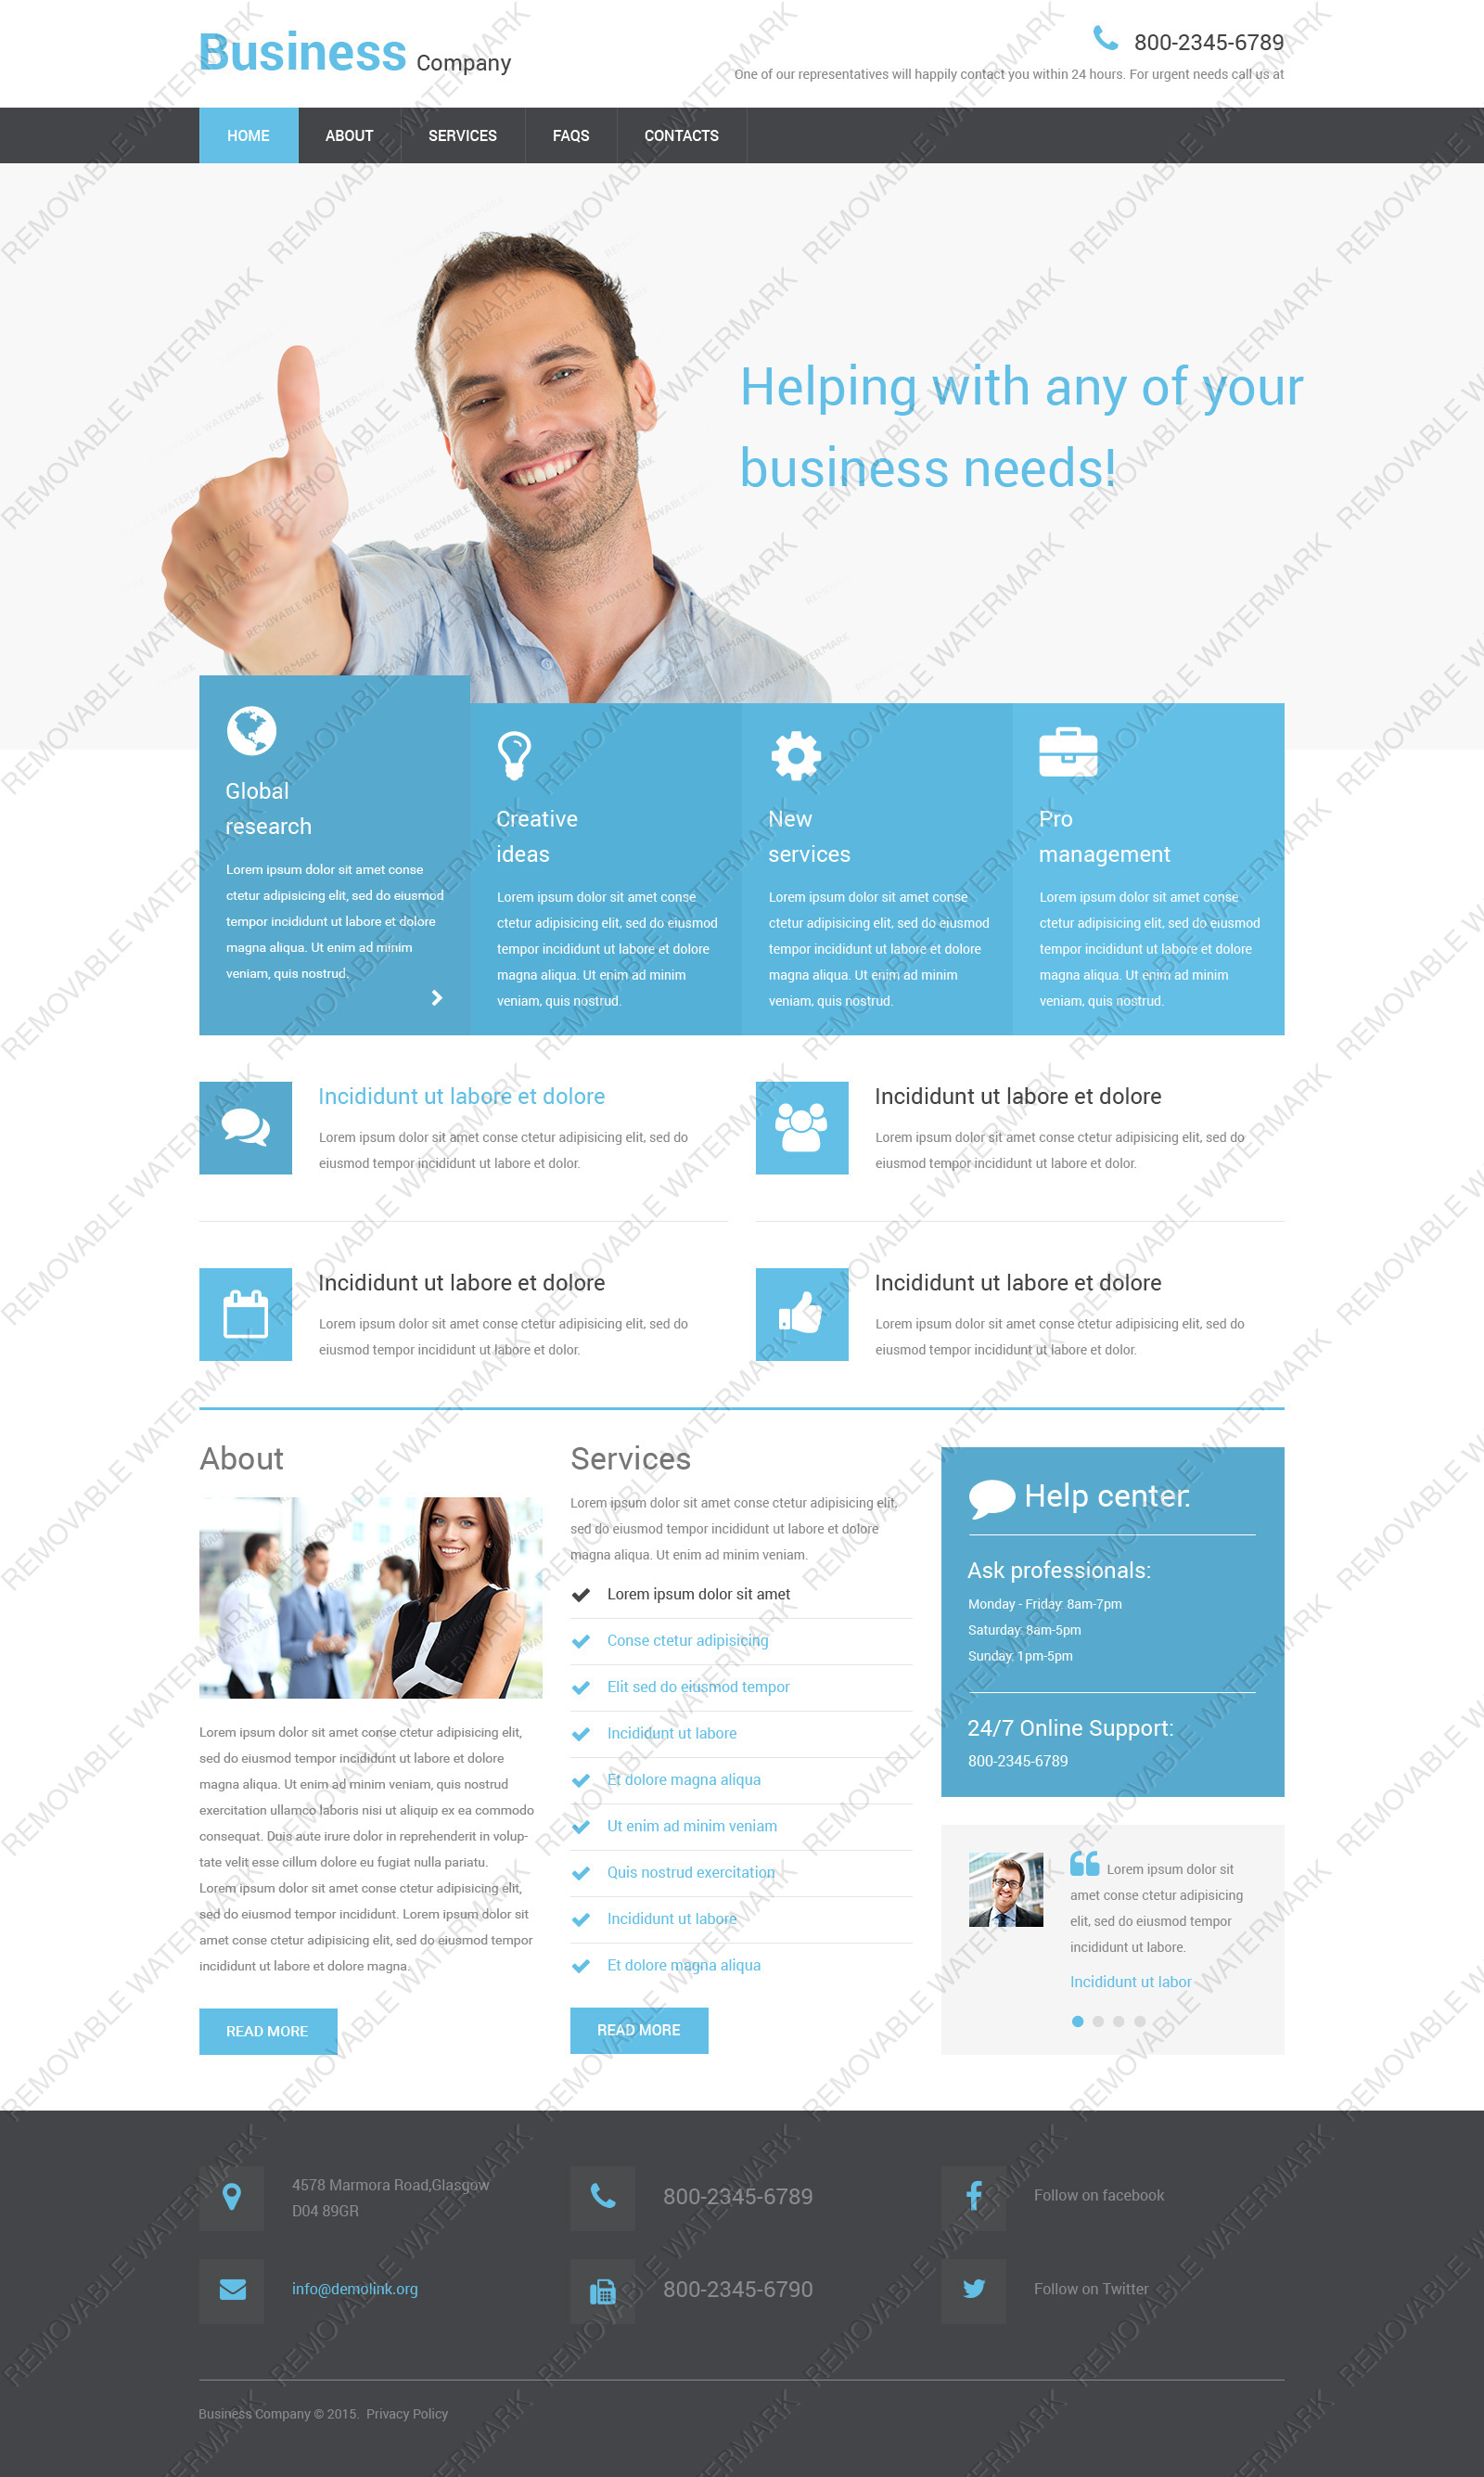 Business Company
800-2345-6789
One of our representatives will happily contact you within 24 hours. For urgent needs call us at
HOME ABOUT SERVICES FAQS CONTACTS
Helping with any of your
business needs!
Global
research
Lorem ipsum dolor sit amet conse
ctetur adipisicing elit, sed do eiusmod
tempor incididunt ut labore et dolore
magna aliqua. Ut enim ad minim
veniam, quis nostrud.
Creative
ideas
Lorem ipsum dolor sit amet conse
ctetur adipisicing elit, sed do eiusmod
tempor incididunt ut labore et dolore
magna aliqua. Ut enim ad minim
veniam, quis nostrud.
New
services
Lorem ipsum dolor sit amet conse
ctetur adipisicing elit, sed do eiusmod
tempor incididunt ut labore et dolore
magna aliqua. Ut enim ad minim
veniam, quis nostrud.
Pro
management
Lorem ipsum dolor sit amet conse
ctetur adipisicing elit, sed do eiusmod
tempor incididunt ut labore et dolore
magna aliqua. Ut enim ad minim
veniam, quis nostrud.
Incididunt ut labore et dolore
Lorem ipsum dolor sit amet conse ctetur adipisicing elit, sed do
eiusmod tempor incididunt ut labore et dolor.
Incididunt ut labore et dolore
Lorem ipsum dolor sit amet conse ctetur adipisicing elit, sed do
eiusmod tempor incididunt ut labore et dolor.
Incididunt ut labore et dolore
Lorem ipsum dolor sit amet conse ctetur adipisicing elit, sed do
eiusmod tempor incididunt ut labore et dolor.
Incididunt ut labore et dolore
Lorem ipsum dolor sit amet conse ctetur adipisicing elit, sed do
eiusmod tempor incididunt ut labore et dolor.
About
Lorem ipsum dolor sit amet conse ctetur adipisicing elit,
sed do eiusmod tempor incididunt ut labore et dolore
magna aliqua. Ut enim ad minim veniam, quis nostrud
exercitation ullamco laboris nisi ut aliquip ex ea commodo
consequat. Duis aute irure dolor in reprehenderit in volup-
tate velit esse cillum dolore eu fugiat nulla pariatu.
Lorem ipsum dolor sit amet conse ctetur adipisicing elit,
sed do eiusmod tempor incididunt. Lorem ipsum dolor sit
amet conse ctetur adipisicing elit, sed do eiusmod tempor
incididunt ut labore et dolore magna.
READ MORE
Services
Lorem ipsum dolor sit amet conse ctetur adipisicing elit,
sed do eiusmod tempor incididunt ut labore et dolore
magna aliqua. Ut enim ad minim veniam.
Lorem ipsum dolor sit amet
Conse ctetur adipisicing
Elit sed do eiusmod tempor
Incididunt ut labore
Et dolore magna aliqua
Ut enim ad minim veniam
Quis nostrud exercitation
Incididunt ut labore
Et dolore magna aliqua
READ MORE
Help center:
Ask professionals:
Monday - Friday: 8am-7pm
Saturday: 8am-5pm
Sunday: 1pm-5pm
24/7 Online Support:
800-2345-6789
Lorem ipsum dolor sit
amet conse ctetur adipisicing
elit, sed do eiusmod tempor
incididunt ut labore.
Incididunt ut labor
4578 Marmora Road,Glasgow
D04 89GR
800-2345-6789
Follow on facebook
info@demolink.org
800-2345-6790
Follow on Twitter
Business Company © 2015. Privacy Policy
REMOVABLE WATERMARK